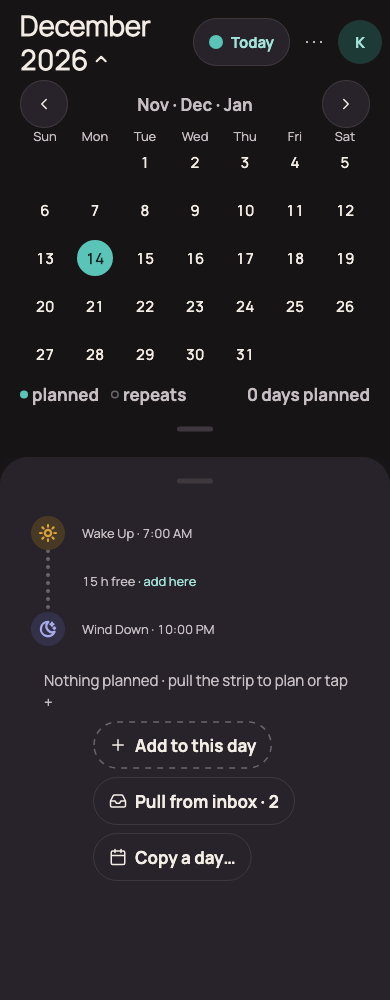 December
2026
Today
...
K
Nov · Dec · Jan
Sun Mon Tue Wed Thu Fri Sat
1 2 3 4 5
6 7 8 9 10 11 12
13 14 15 16 17 18 19
20 21 22 23 24 25 26
27 28 29 30 31
planned repeats 0 days planned
Wake Up · 7:00 AM
15 h free · add here
Wind Down · 10:00 PM
Nothing planned · pull the strip to plan or tap
+
+ Add to this day
Pull from inbox · 2
Copy a day...